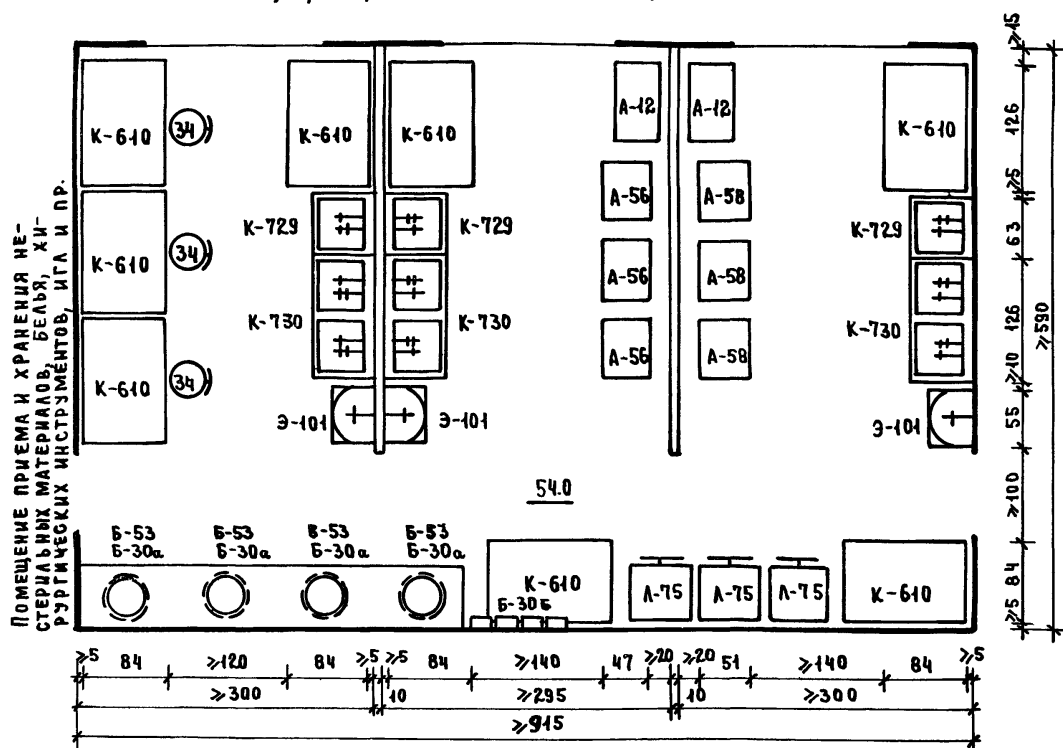 ПОМЕЩЕНИЕ ПРИЕМА И ХРАНЕНИЯ НЕ-
СТЕРИЛЬНЫХ МАТЕРИАЛОВ, БЕЛЬЯ, ХИ-
РУРГИЧЕСКИХ ИНСТРУМЕНТОВ, ИГЛ И ПР.
К-610
34
К-610
К-610
А-12
А-12
К-610
А-56
А-58
К-729
К-729
К-729
К-610
34
А-56
А-58
К-730
К-730
К-730
К-610
34
А-56
А-58
Э-101
Э-101
Э-101
54.0
Б-53
Б-30а
Б-53
Б-30а
В-53
Б-30а
Б-53
Б-30а
К-610
Б-30Б
Л-75
Л-75
Л-75
К-610
⩾5
84
⩾120
84
⩾5
⩾5
84
⩾140
47
⩾20
⩾20
51
⩾140
84
⩾5
⩾300
10
⩾295
10
⩾300
⩾915
⩾15
126
⩾5
63
126
⩾10
55
⩾100
84
⩾5
⩾590